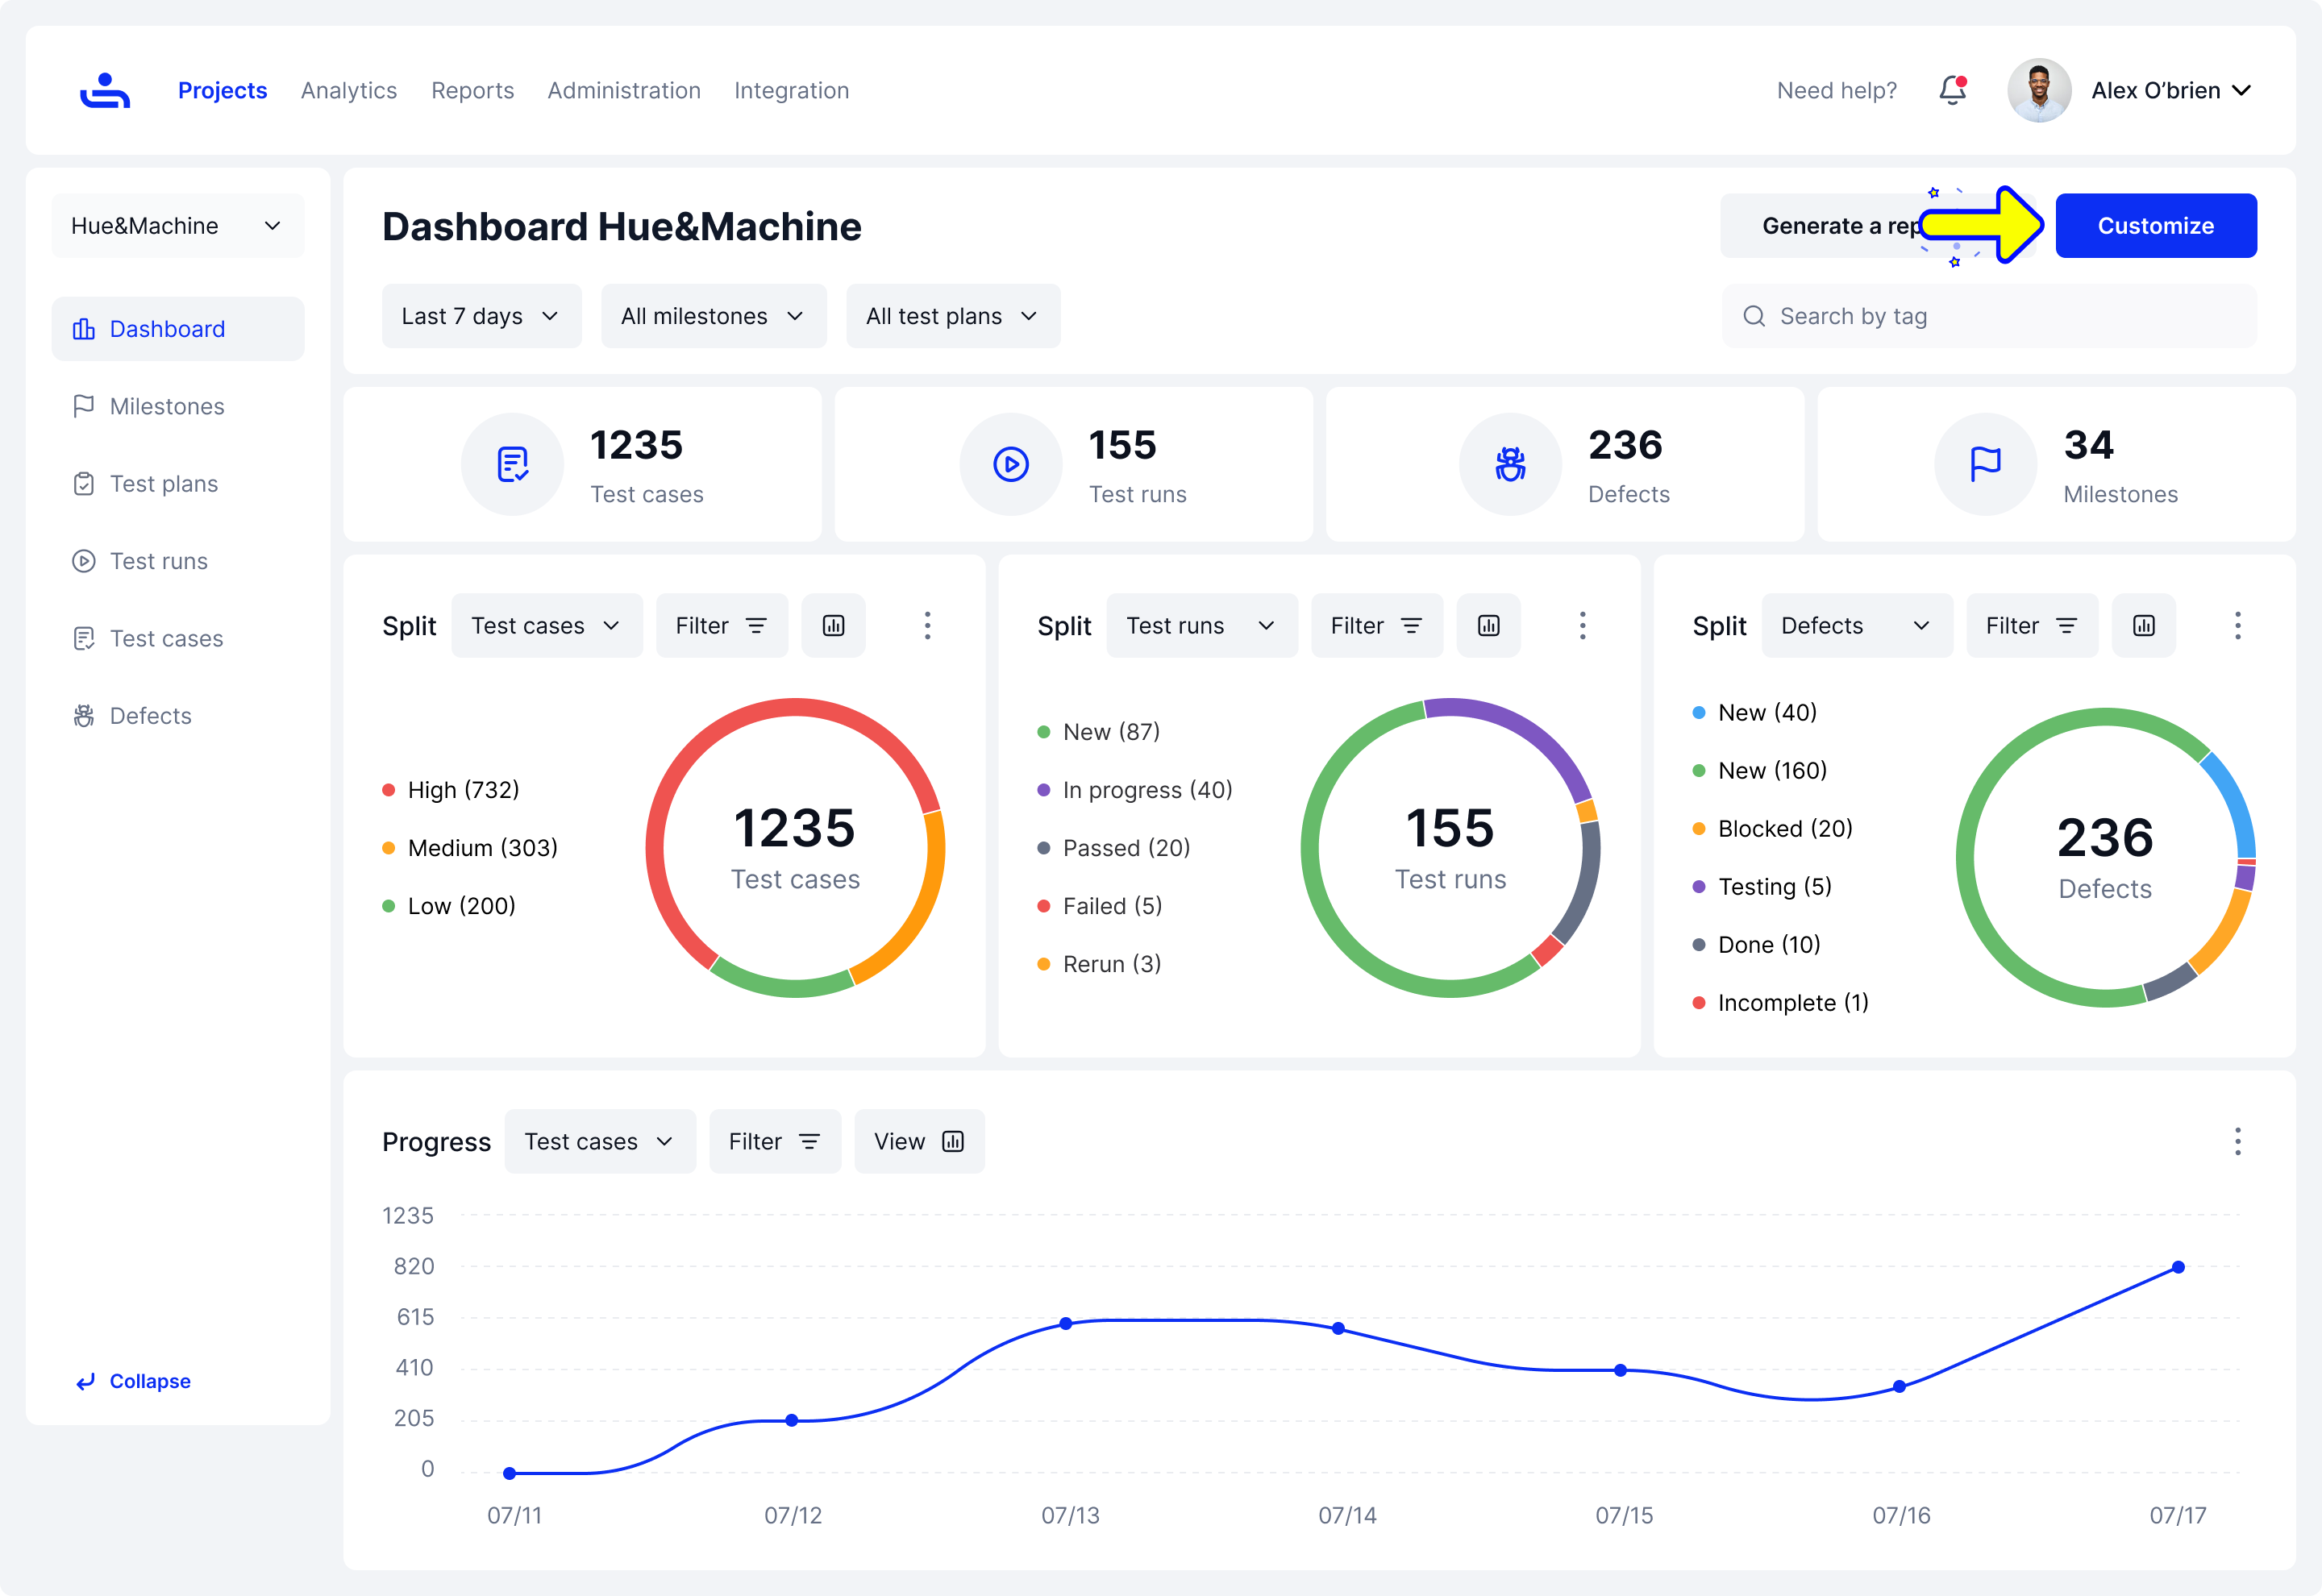 Projects Analytics Reports Administration Integration Need help? Alex O’brien
Hue&Machine
Dashboard
Milestones
Test plans
Test runs
Test cases
Defects
Collapse
Dashboard Hue&Machine
Generate a rep
Customize
Last 7 days All milestones All test plans Search by tag
1235
Test cases
155
Test runs
236
Defects
34
Milestones
Split Test cases Filter
High (732)
Medium (303)
Low (200)
1235
Test cases
Split Test runs Filter
New (87)
In progress (40)
Passed (20)
Failed (5)
Rerun (3)
155
Test runs
Split Defects Filter
New (40)
New (160)
Blocked (20)
Testing (5)
Done (10)
Incomplete (1)
236
Defects
Progress Test cases Filter View
1235
820
615
410
205
0
07/11 07/12 07/13 07/14 07/15 07/16 07/17